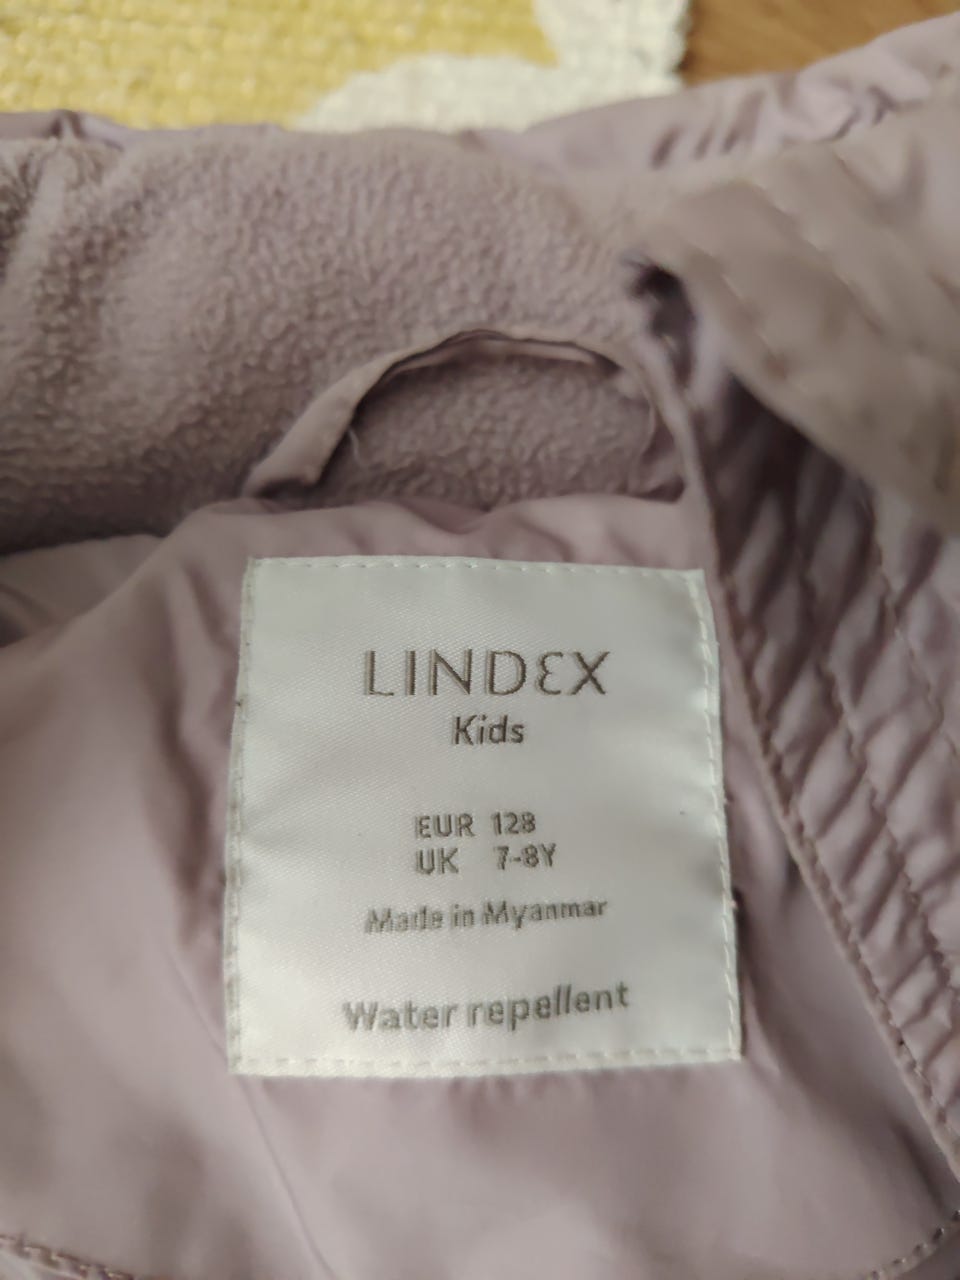 LINDEX
Kids
EUR 128
UK 7-8Y
Made in Myanmar
Water repellent